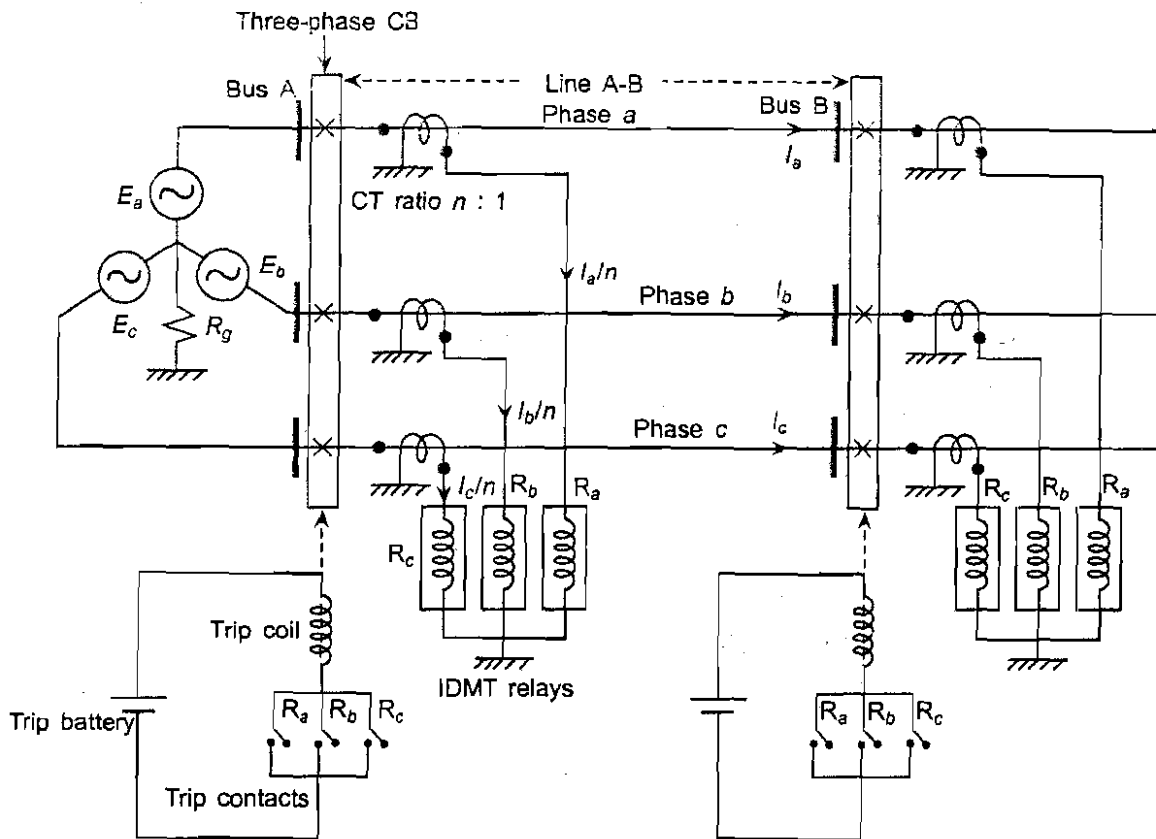 Three-phase CB
Line A-B
Bus A
Phase a
Bus B
I_a
CT ratio n : 1
E_a
E_b
E_c
R_g
I_a/n
Phase b
I_b
I_b/n
Phase c
I_c
I_c/n
R_b
R_a
R_c
R_c
R_b
R_a
Trip coil
IDMT relays
Trip battery
R_a
R_b
R_c
R_a
R_b
R_c
Trip contacts